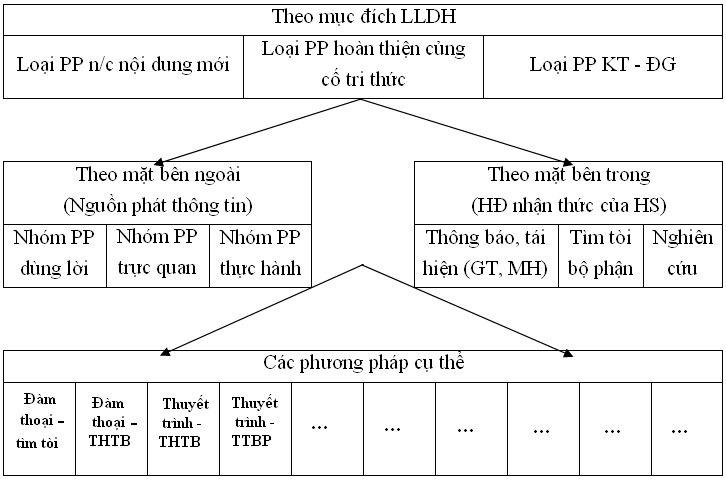 Theo mục đích LLDH
Loại PP n/c nội dung mới
Loại PP hoàn thiện củng
cố tri thức
Loại PP KT - ĐG
Theo mặt bên ngoài
(Nguồn phát thông tin)
Nhóm PP
dùng lời
Nhóm PP
trực quan
Nhóm PP
thực hành
Theo mặt bên trong
(HĐ nhận thức của HS)
Thông báo, tái
hiện (GT, MH)
Tìm tòi
bộ phận
Nghiên
cứu
Các phương pháp cụ thể
Đàm
thoại –
tìm tòi
Đàm
thoại –
THTB
Thuyết
trình -
THTB
Thuyết
trình -
TTBP
...
...
...
...
...
...